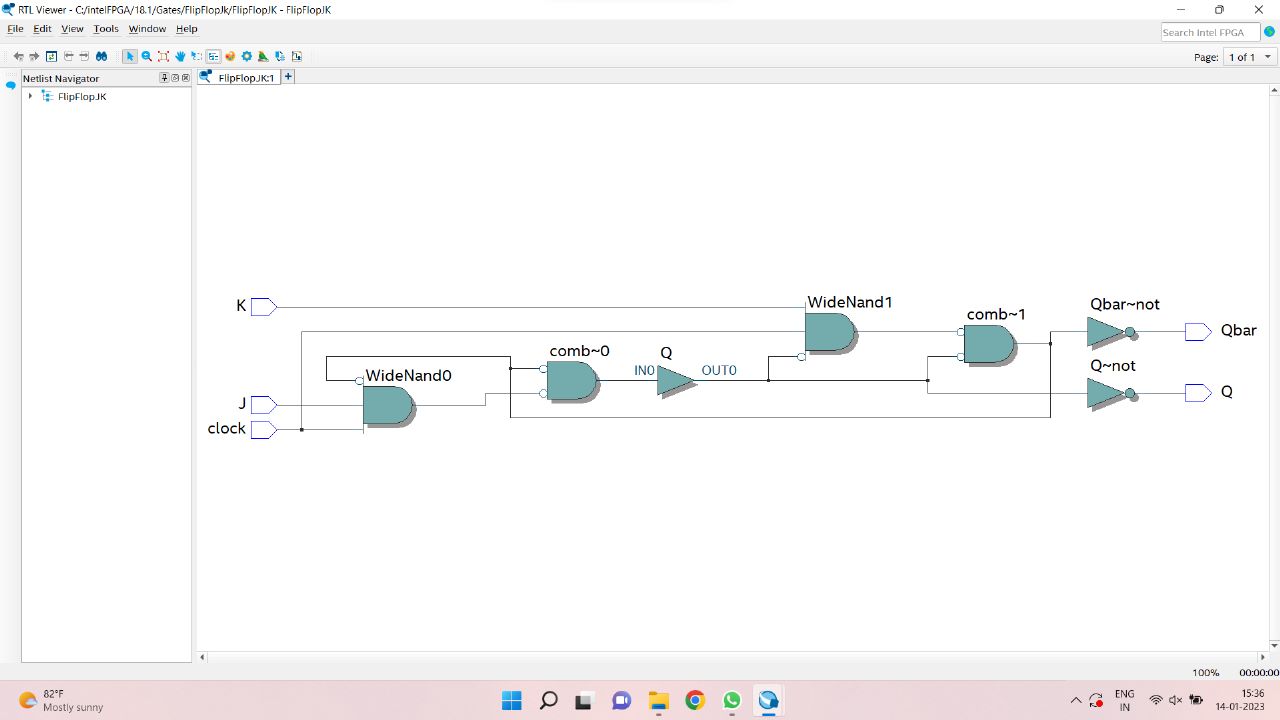 RTL Viewer - C:/intelFPGA/18.1/Gates/FlipFlopJk/FlipFlopJK - FlipFlopJK
File Edit View Tools Window Help
Search Intel FPGA
Page: 1 of 1
Netlist Navigator
FlipFlopJK:1
FlipFlopJK
K
WideNand1
Qbar~not
comb~1
Qbar
comb~0
Q
Q~not
WideNand0
IN0
OUT0
J
Q
clock
100% 00:00:00
82°F
Mostly sunny
ENG
IN
15:36
14-01-2023